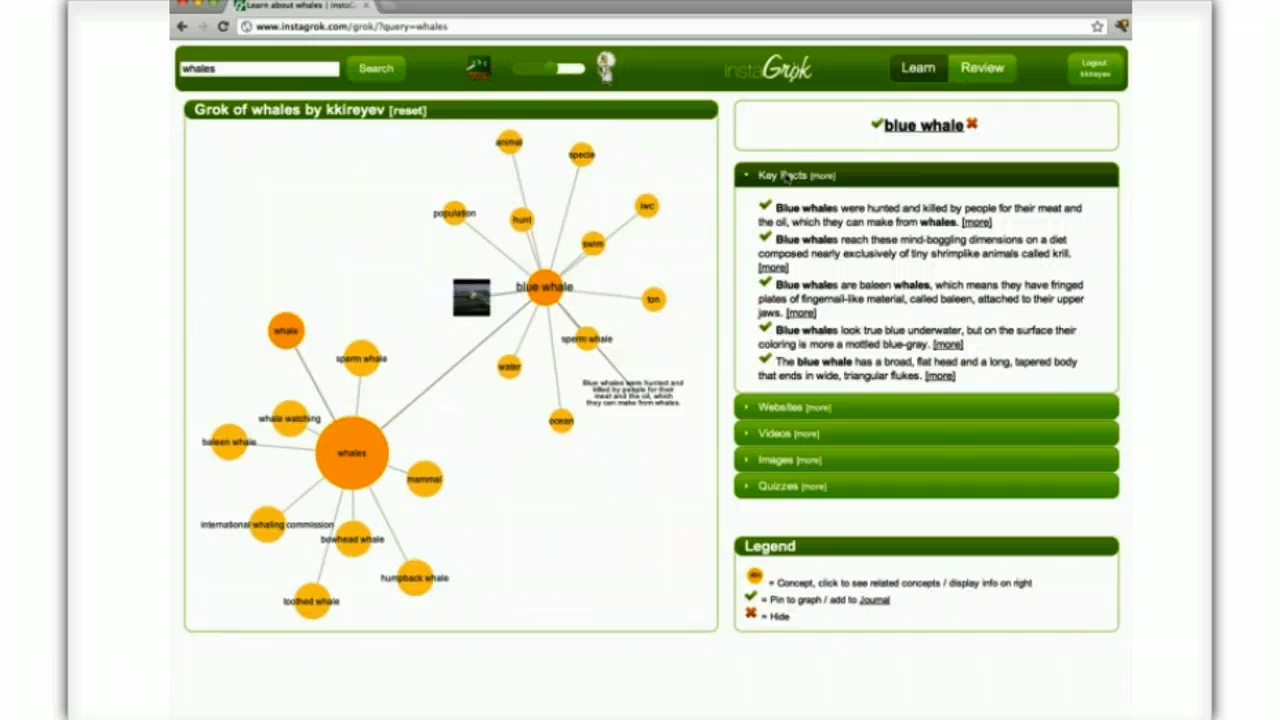 Learn about whales | insta
www.instagrok.com/grok/?query=whales
whales
Search
instaGrok
Learn
Review
Logout
kkireyev
Grok of whales by kkireyev [reset]
animal
specie
iwc
population
hunt
swim
blue whale
ton
sperm whale
water
Blue whales were hunted and
killed by people for their
meat and the oil, which
they can make from whales.
ocean
whale
sperm whale
whale watching
baleen whale
whales
mammal
international whaling commission
bowhead whale
humpback whale
toothed whale
blue whale
Key Facts [more]
Blue whales were hunted and killed by people for their meat and
the oil, which they can make from whales. [more]
Blue whales reach these mind-boggling dimensions on a diet
composed nearly exclusively of tiny shrimplike animals called krill.
[more]
Blue whales are baleen whales, which means they have fringed
plates of fingernail-like material, called baleen, attached to their upper
jaws. [more]
Blue whales look true blue underwater, but on the surface their
coloring is more a mottled blue-gray. [more]
The blue whale has a broad, flat head and a long, tapered body
that ends in wide, triangular flukes. [more]
Websites [more]
Videos [more]
Images [more]
Quizzes [more]
Legend
= Concept, click to see related concepts / display info on right
= Pin to graph / add to Journal
= Hide